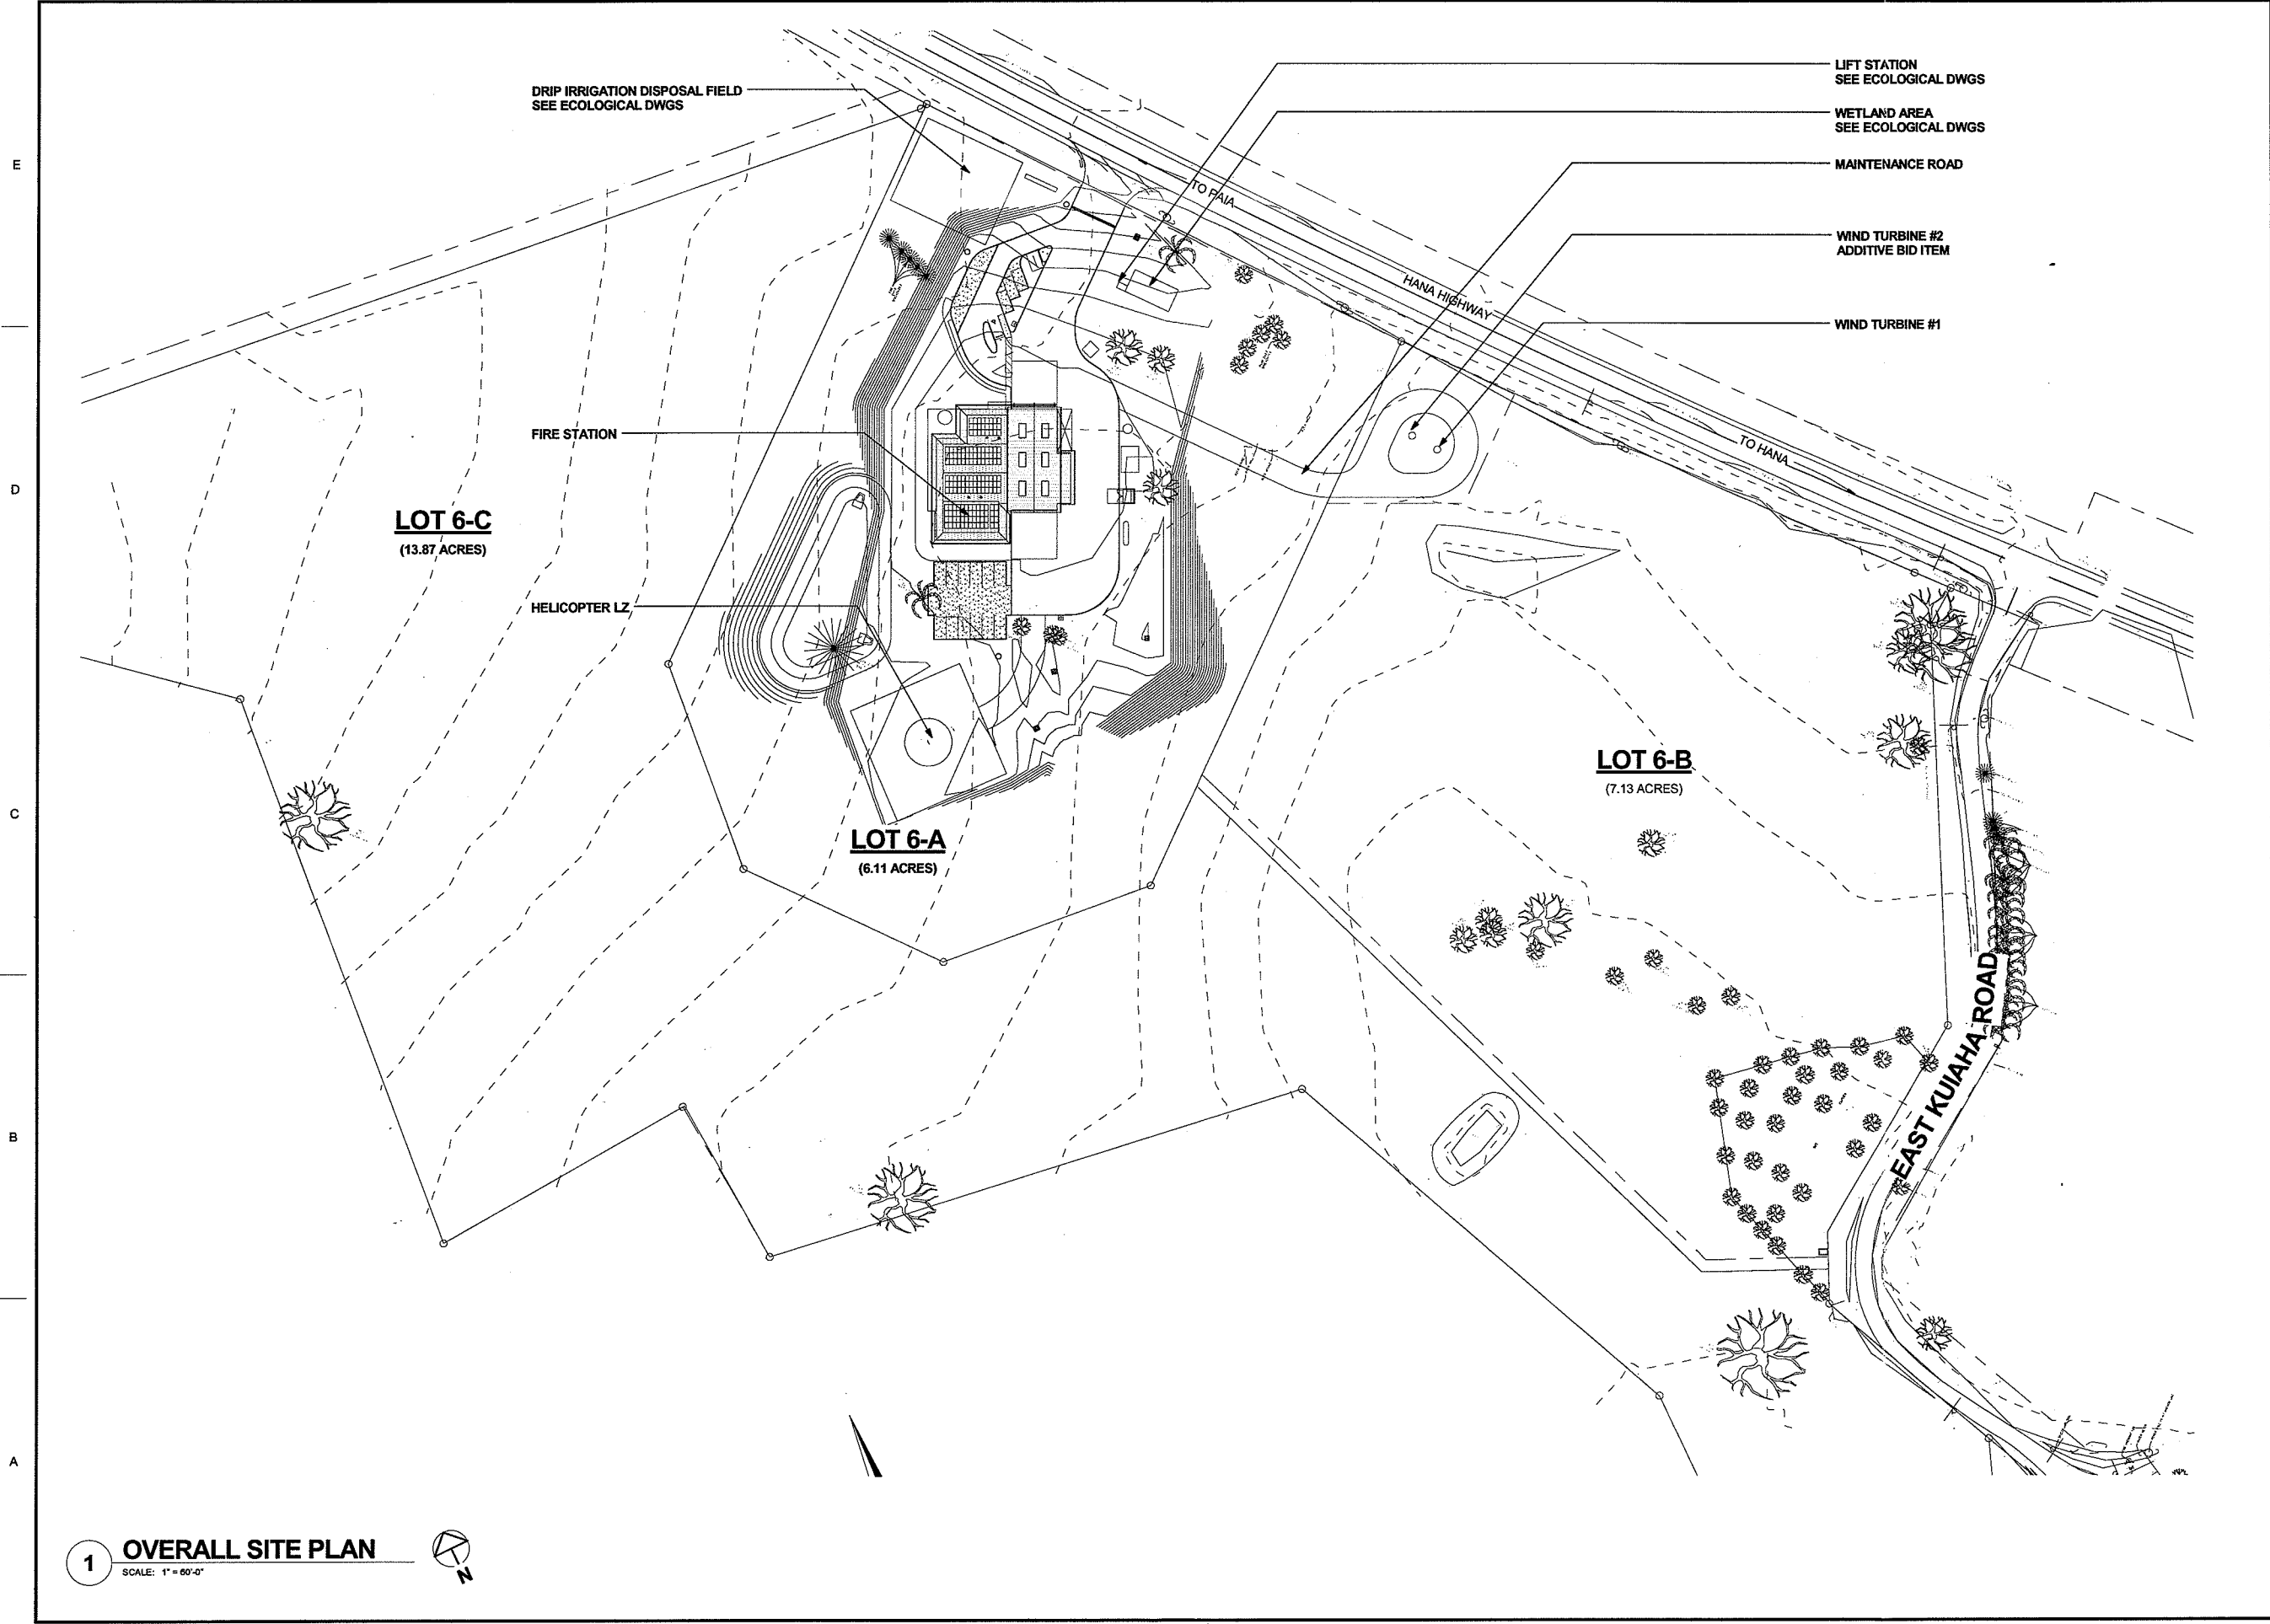 DRIP IRRIGATION DISPOSAL FIELD
SEE ECOLOGICAL DWGS
LIFT STATION
SEE ECOLOGICAL DWGS
WETLAND AREA
SEE ECOLOGICAL DWGS
MAINTENANCE ROAD
WIND TURBINE #2
ADDITIVE BID ITEM
WIND TURBINE #1
TO PAIA
HANA HIGHWAY
TO HANA
FIRE STATION
HELICOPTER LZ
LOT 6-C
(13.87 ACRES)
LOT 6-B
(7.13 ACRES)
LOT 6-A
(6.11 ACRES)
EAST KUIAHA ROAD
E
D
C
B
A
1
OVERALL SITE PLAN
SCALE: 1" = 60'-0"
N